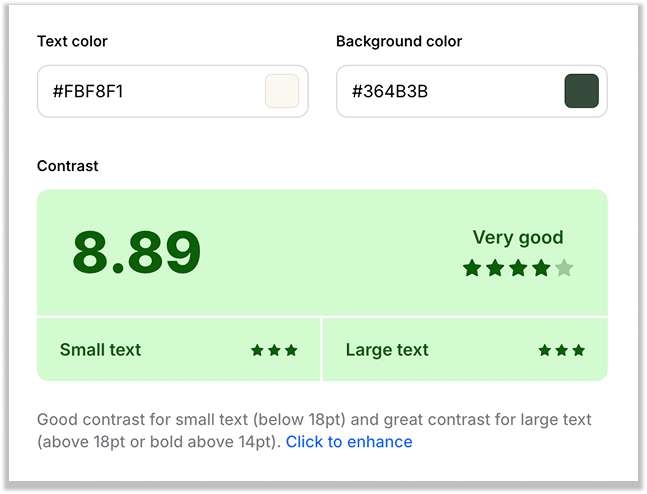 Text color
Background color
#FBF8F1
#364B3B
Contrast
8.89
Very good
Small text
Large text
Good contrast for small text (below 18pt) and great contrast for large text
(above 18pt or bold above 14pt). Click to enhance